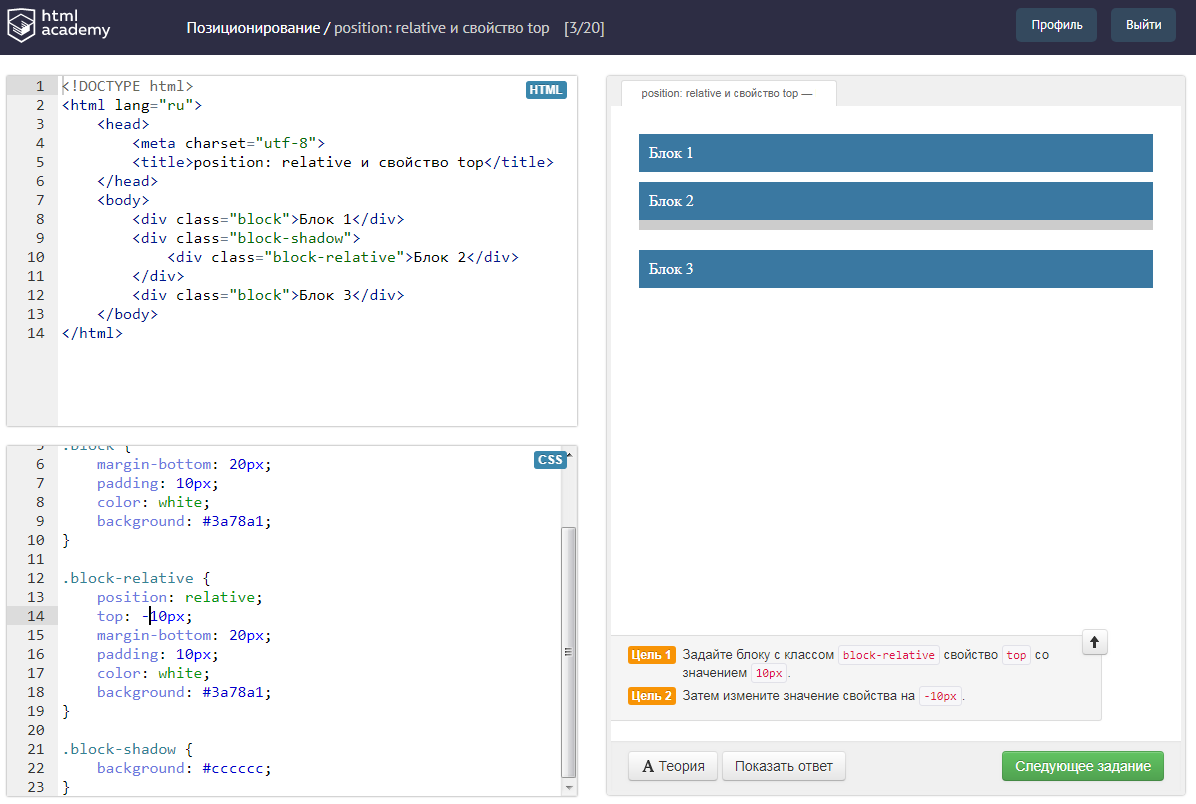 html
academy
Позиционирование / position: relative и свойство top [3/20]
Профиль
Выйти
HTML
1 <!DOCTYPE html>
2 <html lang="ru">
3 <head>
4 <meta charset="utf-8">
5 <title>position: relative и свойство top</title>
6 </head>
7 <body>
8 <div class="block">Блок 1</div>
9 <div class="block-shadow">
10 <div class="block-relative">Блок 2</div>
11 </div>
12 <div class="block">Блок 3</div>
13 </body>
14 </html>
CSS
5 .block {
6 margin-bottom: 20px;
7 padding: 10px;
8 color: white;
9 background: #3a78a1;
10 }
11
12 .block-relative {
13 position: relative;
14 top: -10px;
15 margin-bottom: 20px;
16 padding: 10px;
17 color: white;
18 background: #3a78a1;
19 }
20
21 .block-shadow {
22 background: #cccccc;
23 }
position: relative и свойство top —
Блок 1
Блок 2
Блок 3
Цель 1 Задайте блоку с классом block-relative свойство top со
значением 10px.
Цель 2 Затем измените значение свойства на -10px.
A Теория
Показать ответ
Следующее задание